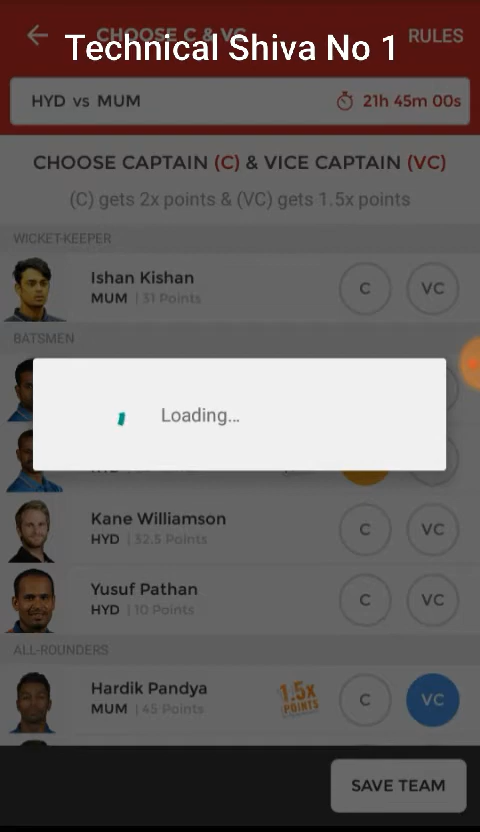 Technical Shiva No 1
CHOOSE C & VC
RULES
HYD vs MUM
21h 45m 00s
CHOOSE CAPTAIN (C) & VICE CAPTAIN (VC)
(C) gets 2x points & (VC) gets 1.5x points
WICKET-KEEPER
Ishan Kishan
MUM | 31 Points
C
VC
BATSMEN
Loading...
HYD
Kane Williamson
HYD | 32.5 Points
C
VC
Yusuf Pathan
HYD | 10 Points
C
VC
ALL-ROUNDERS
Hardik Pandya
MUM | 45 Points
1.5x
POINTS
C
VC
SAVE TEAM